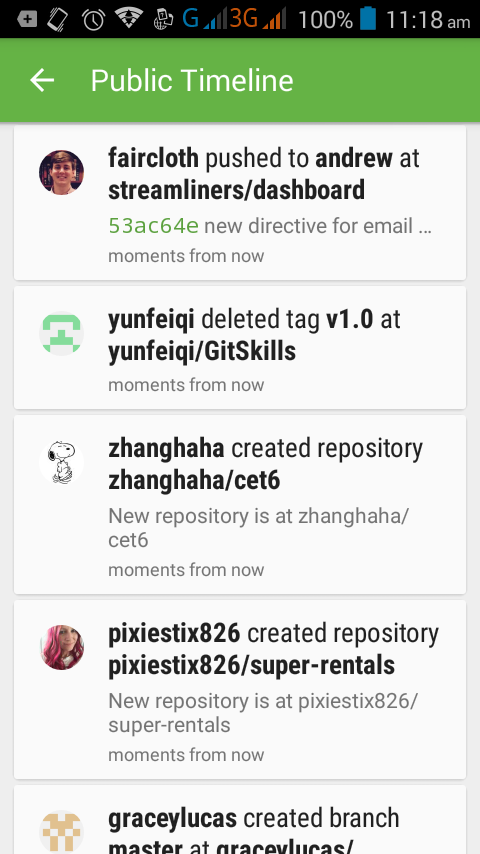 G 3G 100% 11:18 am
Public Timeline
faircloth pushed to andrew at
streamliners/dashboard
53ac64e new directive for email ...
moments from now
yunfeiqi deleted tag v1.0 at
yunfeiqi/GitSkills
moments from now
zhanghaha created repository
zhanghaha/cet6
New repository is at zhanghaha/
cet6
moments from now
pixiestix826 created repository
pixiestix826/super-rentals
New repository is at pixiestix826/
super-rentals
moments from now
graceylucas created branch
master at graceylucas/